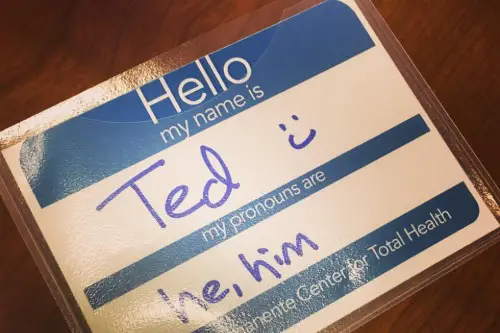 Hello
my name is
Ted
my pronouns are
he, him
Center for Total Health